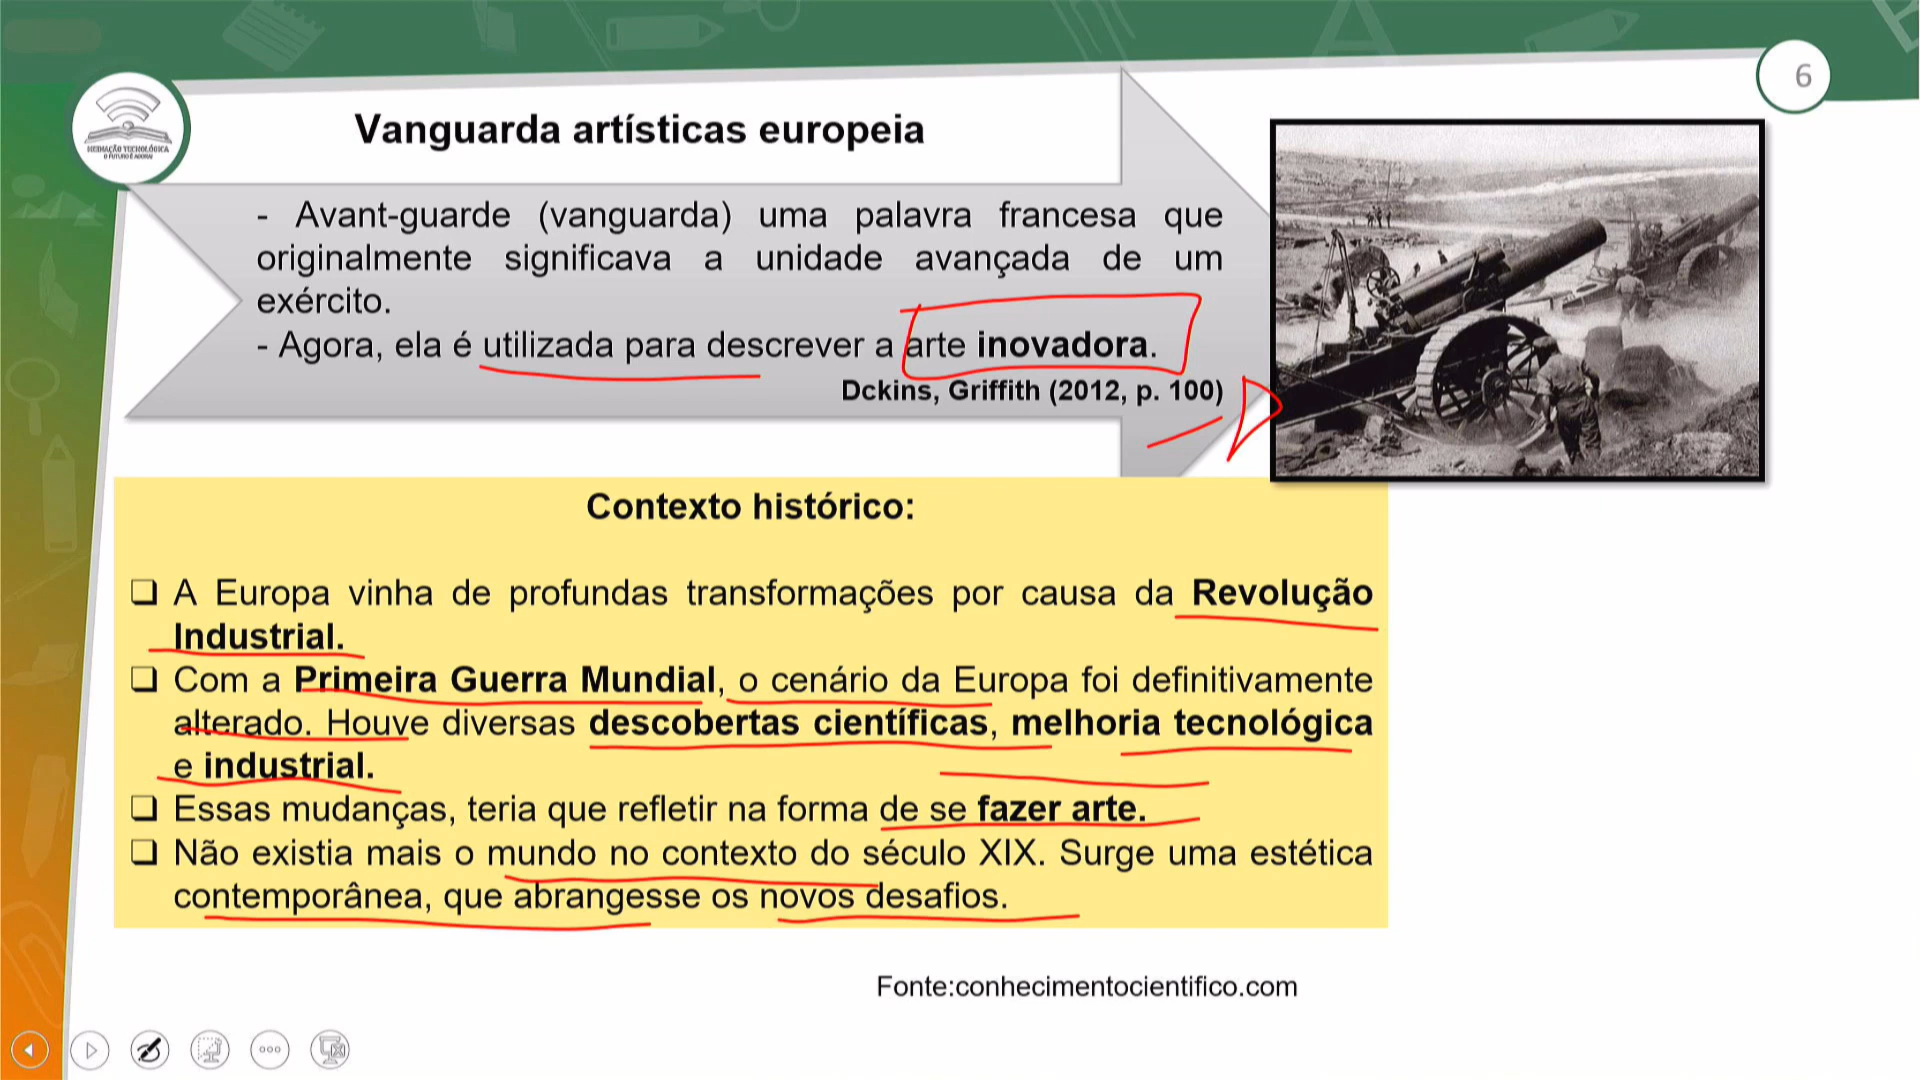 6
MEDIAÇÃO TECNOLÓGICA
O FUTURO É AGORA!
Vanguarda artísticas europeia
- Avant-guarde (vanguarda) uma palavra francesa que
originalmente significava a unidade avançada de um
exército.
- Agora, ela é utilizada para descrever a arte inovadora.
Dckins, Griffith (2012, p. 100)
Contexto histórico:
❑ A Europa vinha de profundas transformações por causa da Revolução
Industrial.
❑ Com a Primeira Guerra Mundial, o cenário da Europa foi definitivamente
alterado. Houve diversas descobertas científicas, melhoria tecnológica
e industrial.
❑ Essas mudanças, teria que refletir na forma de se fazer arte.
❑ Não existia mais o mundo no contexto do século XIX. Surge uma estética
contemporânea, que abrangesse os novos desafios.
Fonte:conhecimentocientifico.com